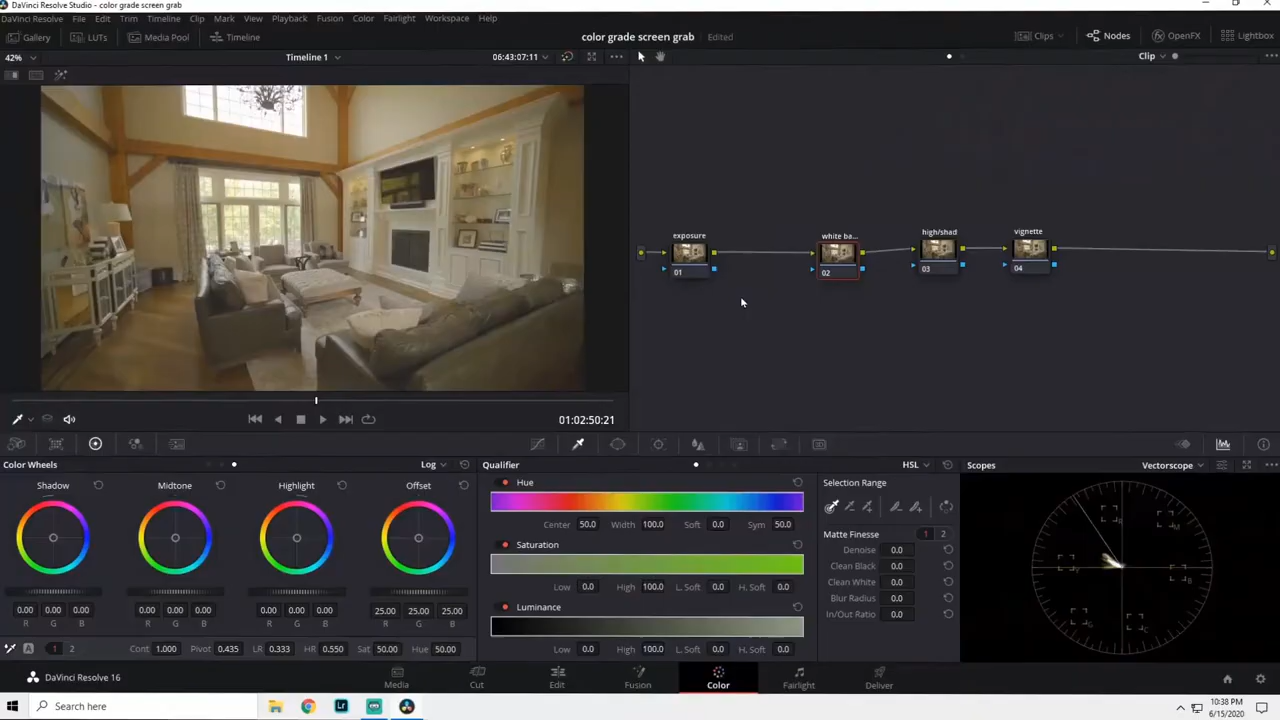 DaVinci Resolve Studio - color grade screen grab
DaVinci Resolve File Edit Trim Timeline Clip Mark View Playback Fusion Color Fairlight Workspace Help
Gallery LUTs Media Pool Timeline color grade screen grab Edited Clips Nodes OpenFX Lightbox
42% Timeline 1 06:43:07:11 Clip
exposure white ba... high/shad vignette
01 02 03 04
01:02:50:21
Color Wheels Log Qualifier HSL Scopes Vectorscope
Shadow Midtone Highlight Offset
0.00 0.00 0.00 0.00 0.00 0.00 0.00 0.00 0.00 25.00 25.00 25.00
R G B R G B R G B R G B
Cont 1.000 Pivot 0.435 LR 0.333 HR 0.550 Sat 50.00 Hue 50.00
Hue
Center 50.0 Width 100.0 Soft 0.0 Sym 50.0
Saturation
Low 0.0 High 100.0 L. Soft 0.0 H. Soft 0.0
Luminance
Low 0.0 High 100.0 L. Soft 0.0 H. Soft 0.0
Selection Range
Matte Finesse 1 2
Denoise 0.0
Clean Black 0.0
Clean White 0.0
Blur Radius 0.0
In/Out Ratio 0.0
R M B C G Y
A 1 2
DaVinci Resolve 16 Media Cut Edit Fusion Color Fairlight Deliver
Search here Lr 10:38 PM
6/15/2020